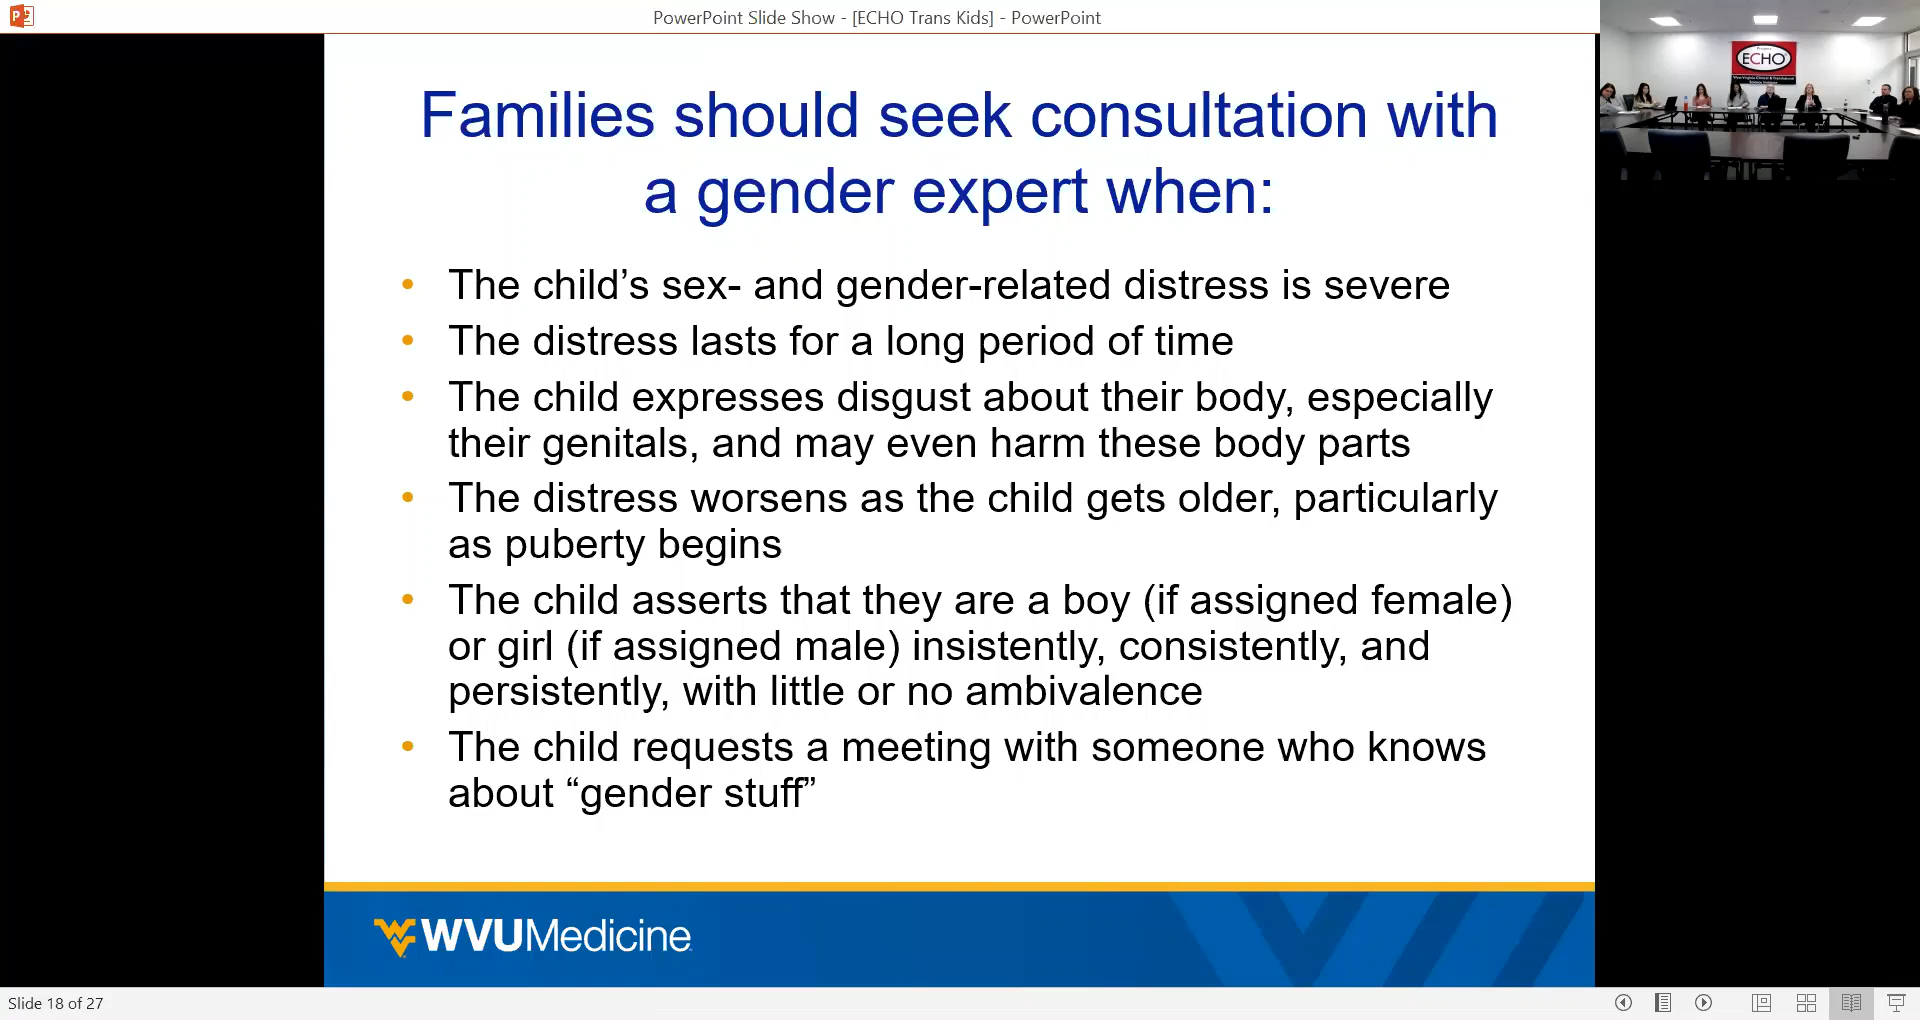 PowerPoint Slide Show - [ECHO Trans Kids] - PowerPoint
ECHO
Families should seek consultation with
a gender expert when:
• The child’s sex- and gender-related distress is severe
• The distress lasts for a long period of time
• The child expresses disgust about their body, especially
their genitals, and may even harm these body parts
• The distress worsens as the child gets older, particularly
as puberty begins
• The child asserts that they are a boy (if assigned female)
or girl (if assigned male) insistently, consistently, and
persistently, with little or no ambivalence
• The child requests a meeting with someone who knows
about “gender stuff”
WVUMedicine
Slide 18 of 27